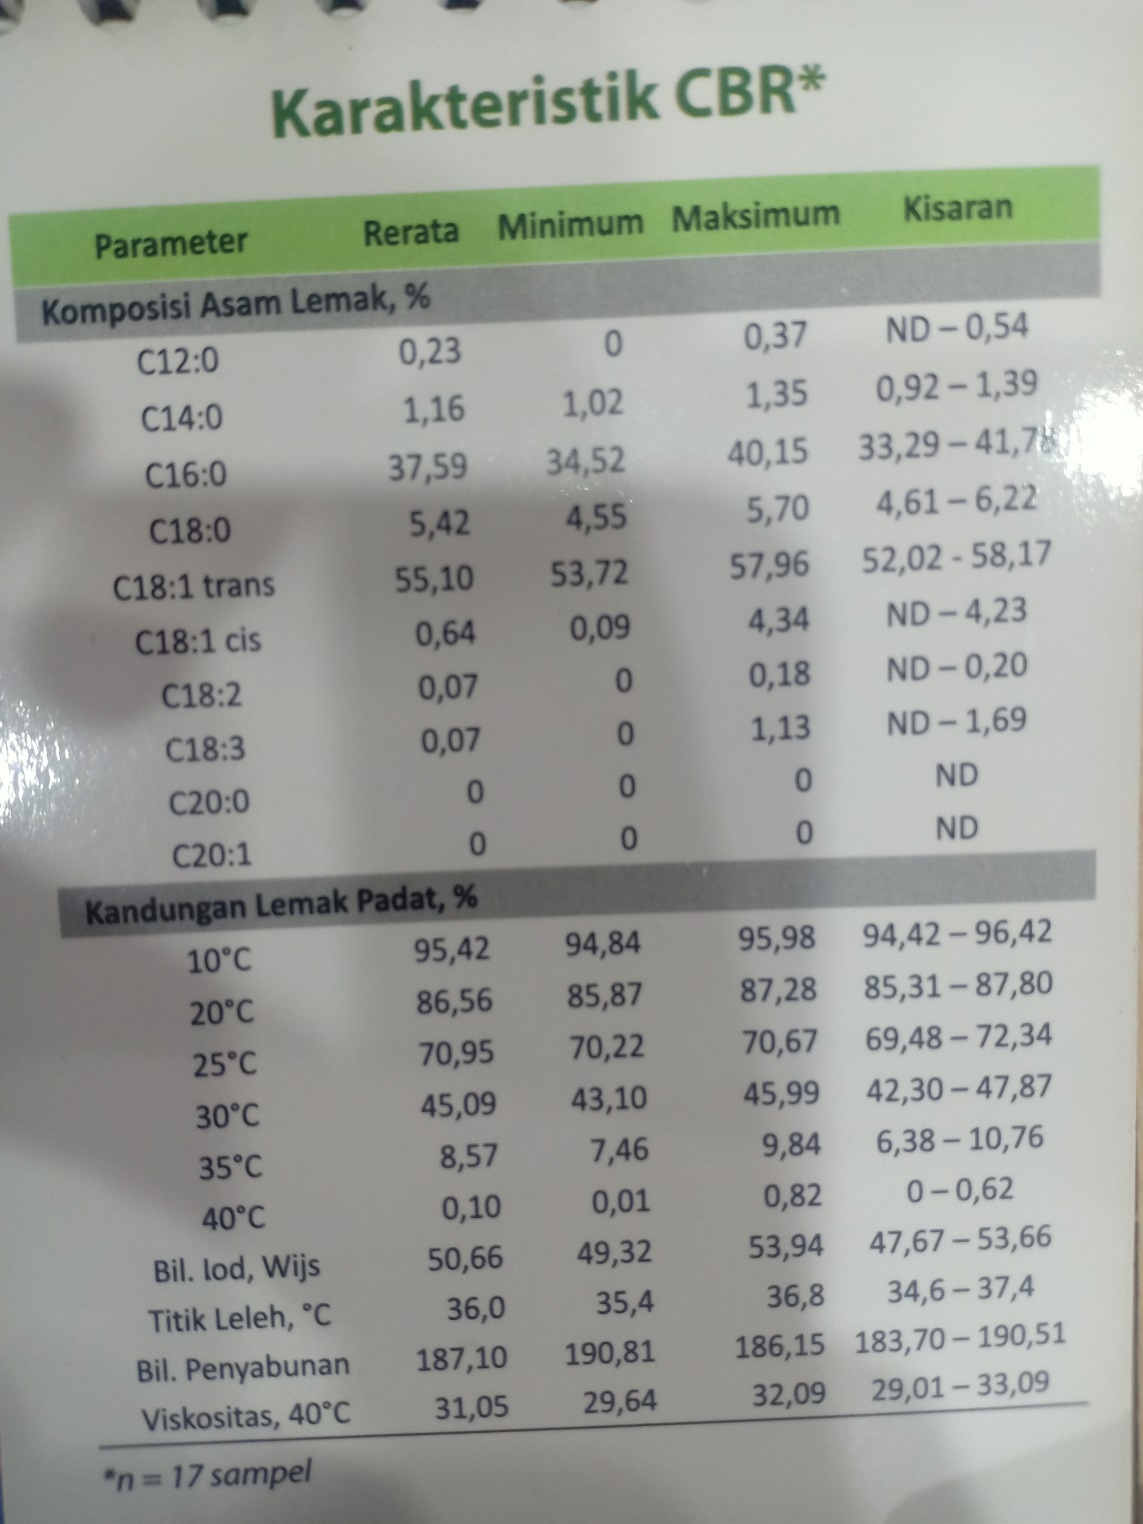 Karakteristik CBR*
Parameter Rerata Minimum Maksimum Kisaran
Komposisi Asam Lemak, %
C12:0 0,23 0 0,37 ND – 0,54
C14:0 1,16 1,02 1,35 0,92 – 1,39
C16:0 37,59 34,52 40,15 33,29 –
C18:0 5,42 4,55 5,70 4,61 – 6,22
C18:1 trans 55,10 53,72 57,96 52,02 - 58,17
C18:1 cis 0,64 0,09 4,34 ND – 4,23
C18:2 0,07 0 0,18 ND – 0,20
C18:3 0,07 0 1,13 ND – 1,69
C20:0 0 0 0 ND
C20:1 0 0 0 ND
Kandungan Lemak Padat, %
10°C 95,42 94,84 95,98 94,42 – 96,42
20°C 86,56 85,87 87,28 85,31 – 87,80
25°C 70,95 70,22 70,67 69,48 – 72,34
30°C 45,09 43,10 45,99 42,30 – 47,87
35°C 8,57 7,46 9,84 6,38 – 10,76
40°C 0,10 0,01 0,82 0 – 0,62
Bil. Iod, Wijs 50,66 49,32 53,94 47,67 – 53,66
Titik Leleh, °C 36,0 35,4 36,8 34,6 – 37,4
Bil. Penyabunan 187,10 190,81 186,15 183,70 – 190,51
Viskositas, 40°C 31,05 29,64 32,09 29,01 – 33,09
*n = 17 sampel